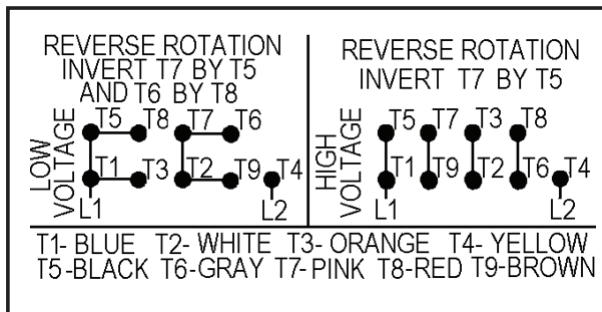 REVERSE ROTATION
INVERT T7 BY T5
AND T6 BY T8
LOW
VOLTAGE
T5 T8 T7 T6
T1 T3 T2 T9 T4
L1 L2
REVERSE ROTATION
INVERT T7 BY T5
HIGH
VOLTAGE
T5 T7 T3 T8
T1 T9 T2 T6 T4
L1 L2
T1- BLUE T2- WHITE T3- ORANGE T4- YELLOW
T5-BLACK T6-GRAY T7-PINK T8-RED T9-BROWN